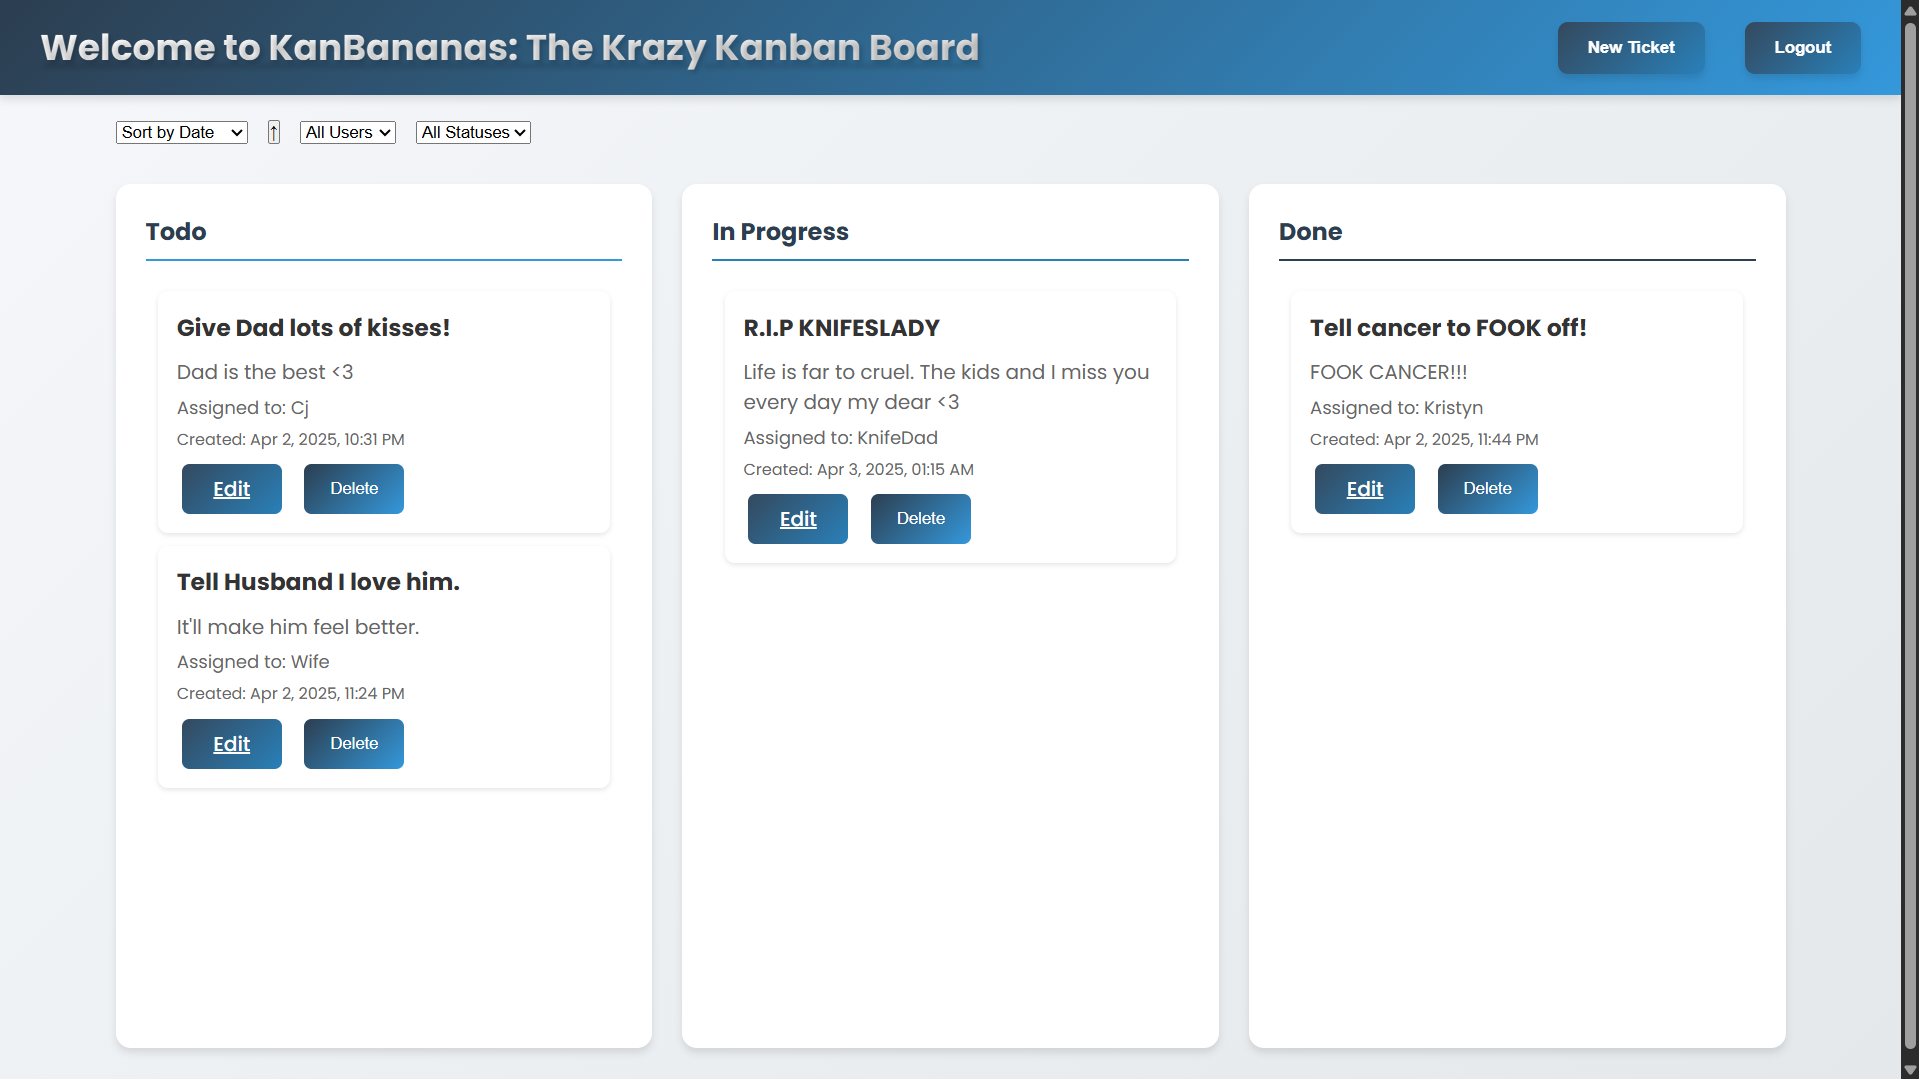 Welcome to KanBananas: The Krazy Kanban Board
New Ticket
Logout
Sort by Date
↑
All Users
All Statuses
Todo
Give Dad lots of kisses!
Dad is the best <3
Assigned to: Cj
Created: Apr 2, 2025, 10:31 PM
Edit
Delete
Tell Husband I love him.
It'll make him feel better.
Assigned to: Wife
Created: Apr 2, 2025, 11:24 PM
Edit
Delete
In Progress
R.I.P KNIFESLADY
Life is far to cruel. The kids and I miss you
every day my dear <3
Assigned to: KnifeDad
Created: Apr 3, 2025, 01:15 AM
Edit
Delete
Done
Tell cancer to FOOK off!
FOOK CANCER!!!
Assigned to: Kristyn
Created: Apr 2, 2025, 11:44 PM
Edit
Delete